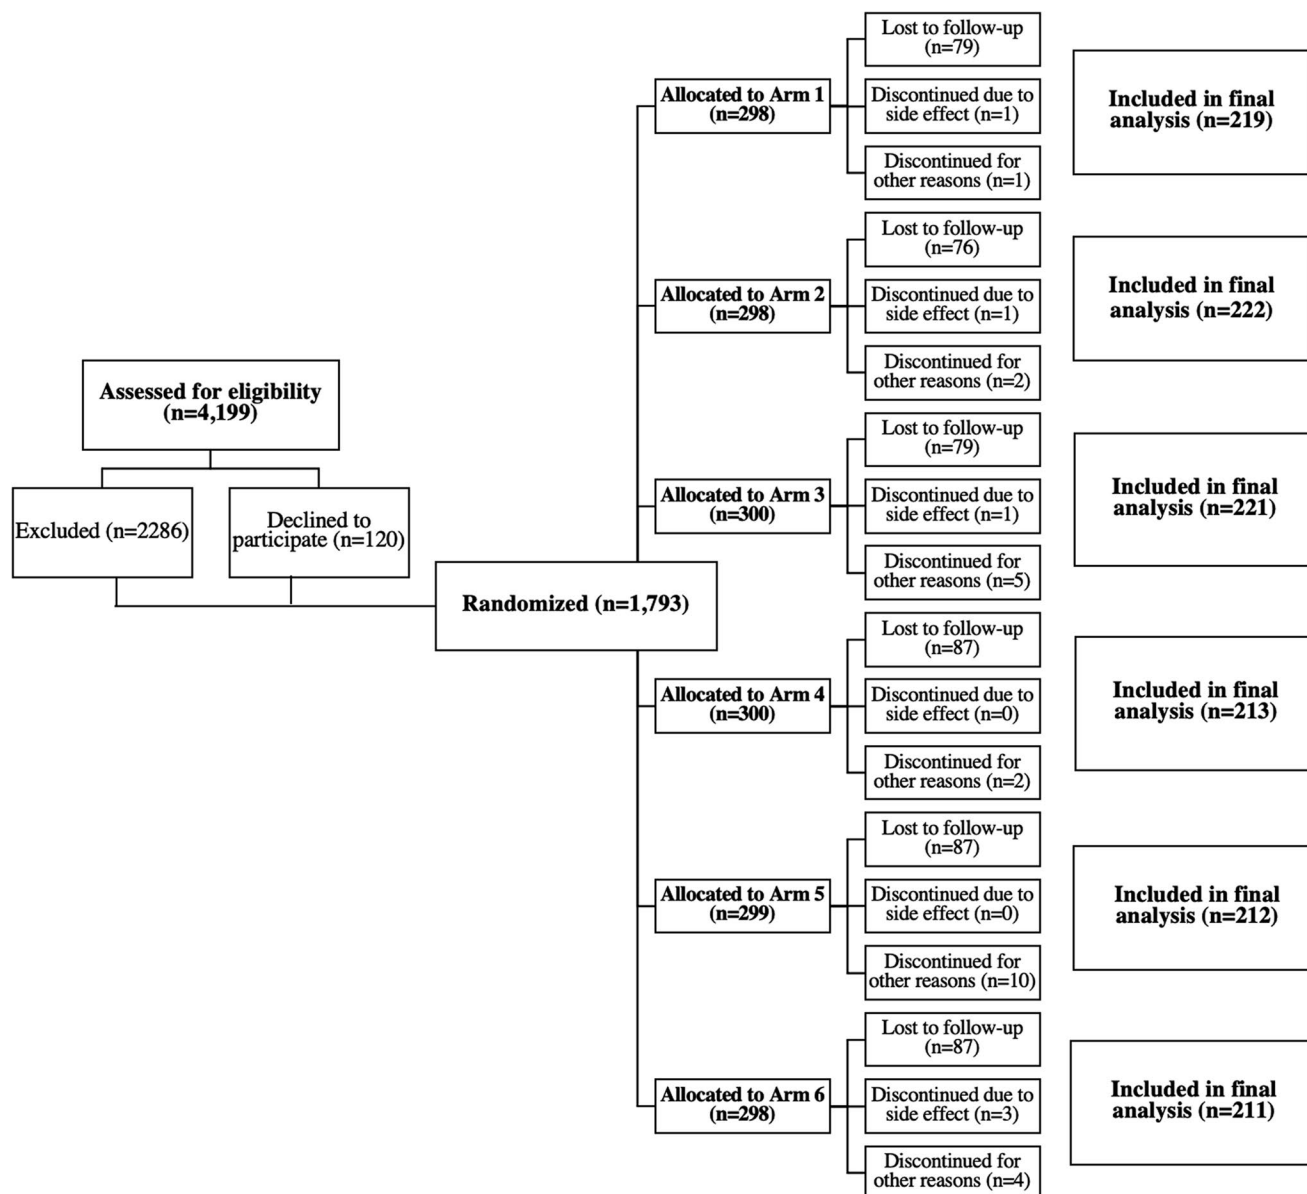 Assessed for eligibility
(n=4,199)
Excluded (n=2286)
Declined to
participate (n=120)
Randomized (n=1,793)
Allocated to Arm 1
(n=298)
Lost to follow-up
(n=79)
Discontinued due to
side effect (n=1)
Discontinued for
other reasons (n=1)
Included in final
analysis (n=219)
Allocated to Arm 2
(n=298)
Lost to follow-up
(n=76)
Discontinued due to
side effect (n=1)
Discontinued for
other reasons (n=2)
Included in final
analysis (n=222)
Allocated to Arm 3
(n=300)
Lost to follow-up
(n=79)
Discontinued due to
side effect (n=1)
Discontinued for
other reasons (n=5)
Included in final
analysis (n=221)
Allocated to Arm 4
(n=300)
Lost to follow-up
(n=87)
Discontinued due to
side effect (n=0)
Discontinued for
other reasons (n=2)
Included in final
analysis (n=213)
Allocated to Arm 5
(n=299)
Lost to follow-up
(n=87)
Discontinued due to
side effect (n=0)
Discontinued for
other reasons (n=10)
Included in final
analysis (n=212)
Allocated to Arm 6
(n=298)
Lost to follow-up
(n=87)
Discontinued due to
side effect (n=3)
Discontinued for
other reasons (n=4)
Included in final
analysis (n=211)